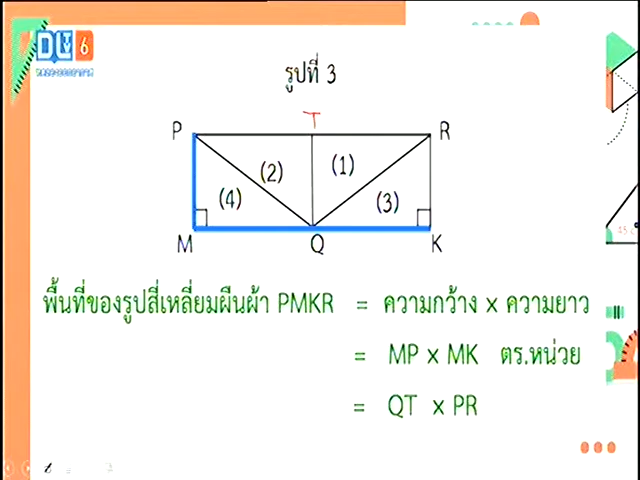 DL 6
รูปที่ 3
T
P R
(2) (1)
(4) (3)
M Q K
45
พื้นที่ของรูปสี่เหลี่ยมผืนผ้า PMKR = ความกว้าง x ความยาว
= MP x MK ตร.หน่วย
= QT x PR